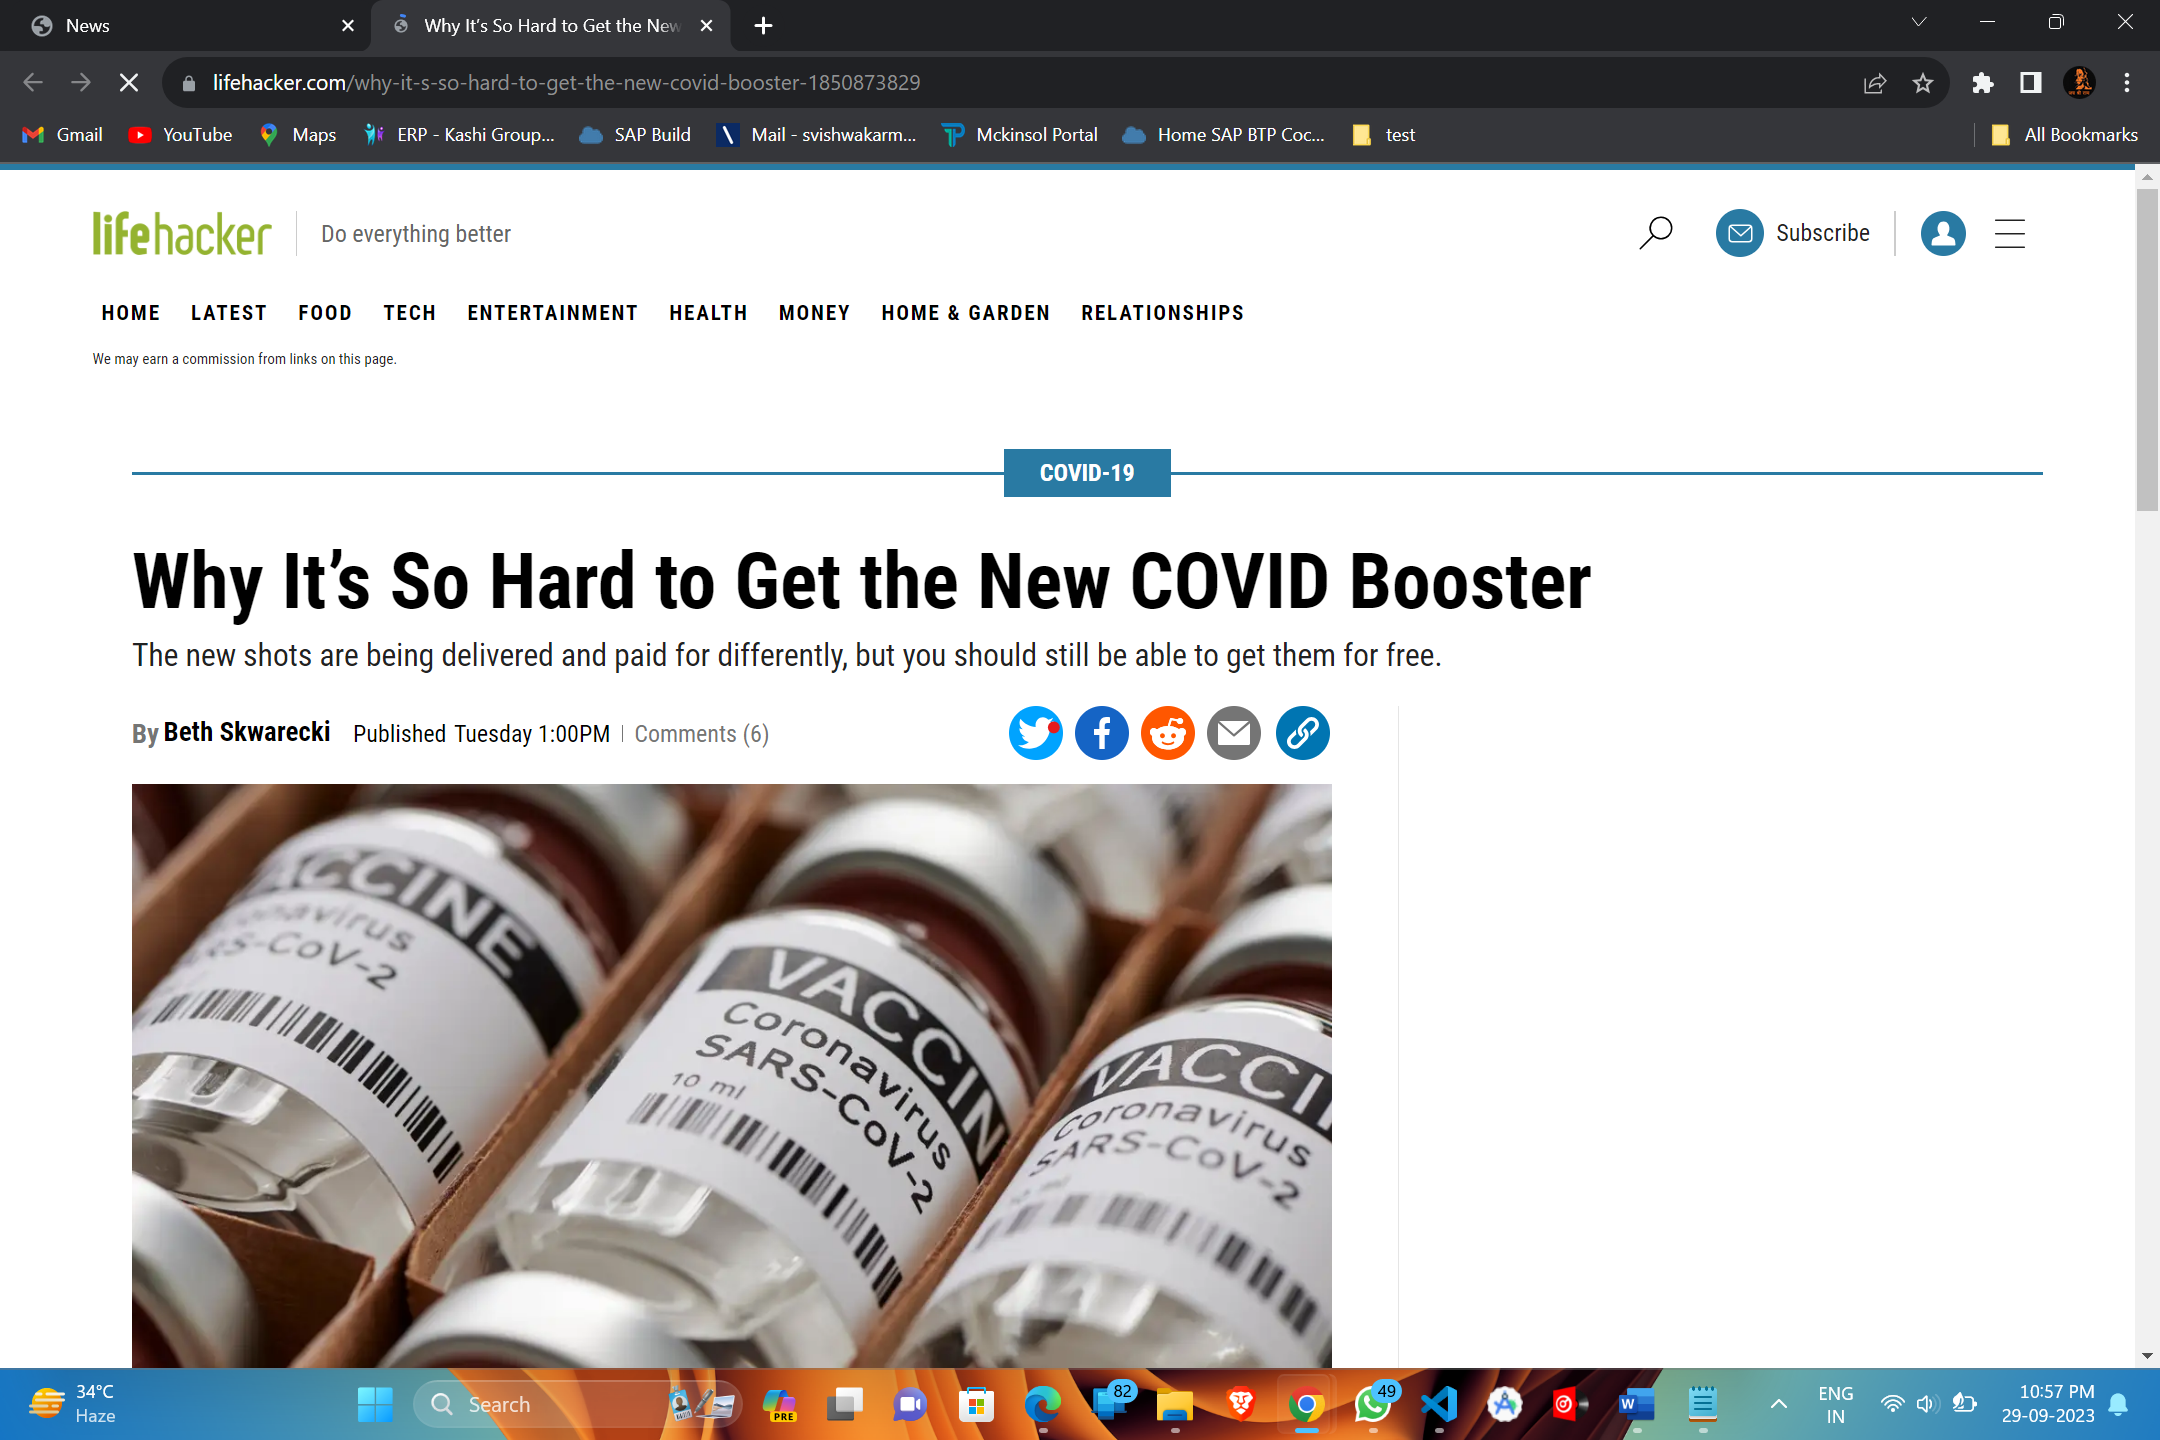 News
Why It's So Hard to Get the New
lifehacker.com/why-it-s-so-hard-to-get-the-new-covid-booster-1850873829
Gmail
YouTube
Maps
ERP - Kashi Group...
SAP Build
Mail - svishwakarm...
Mckinsol Portal
Home SAP BTP Coc...
test
All Bookmarks
lifehacker
Do everything better
Subscribe
HOME LATEST FOOD TECH ENTERTAINMENT HEALTH MONEY HOME & GARDEN RELATIONSHIPS
We may earn a commission from links on this page.
COVID-19
Why It’s So Hard to Get the New COVID Booster
The new shots are being delivered and paid for differently, but you should still be able to get them for free.
By Beth Skwarecki Published Tuesday 1:00PM | Comments (6)
ACCINE
onavirus
RS-CoV-2
VACCIN
Coronavirus
SARS-CoV-2
10 ml
VACCI
Coronavirus
SARS-CoV-2
34°C
Haze
Search
PRE
82
49
ENG
IN
10:57 PM
29-09-2023